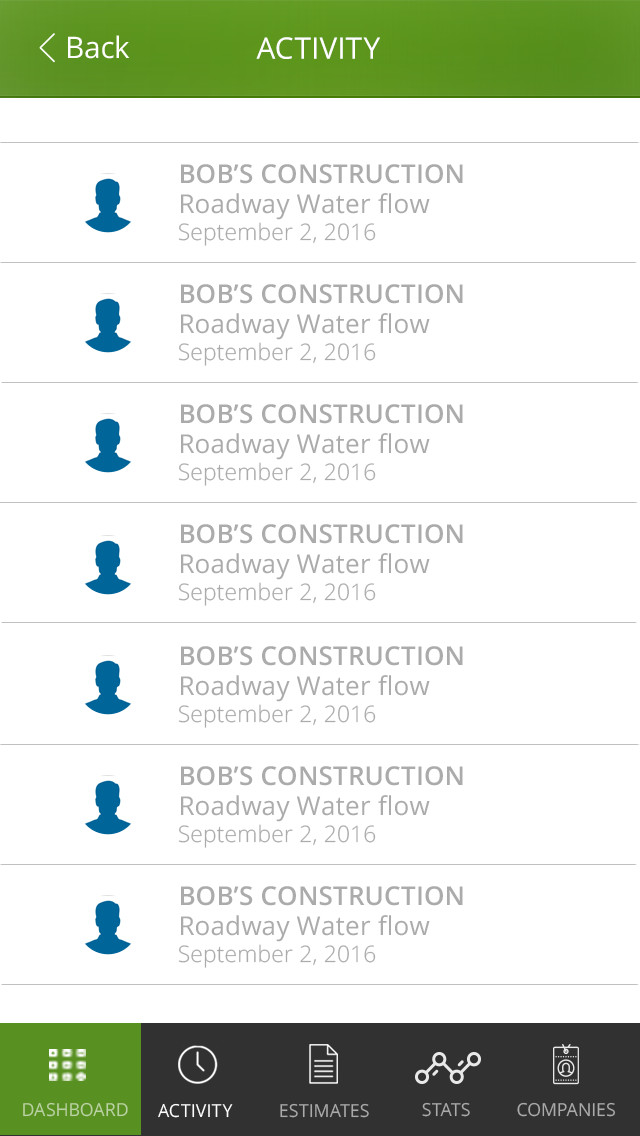 Back
ACTIVITY
BOB’S CONSTRUCTION
Roadway Water flow
September 2, 2016
BOB’S CONSTRUCTION
Roadway Water flow
September 2, 2016
BOB’S CONSTRUCTION
Roadway Water flow
September 2, 2016
BOB’S CONSTRUCTION
Roadway Water flow
September 2, 2016
BOB’S CONSTRUCTION
Roadway Water flow
September 2, 2016
BOB’S CONSTRUCTION
Roadway Water flow
September 2, 2016
BOB’S CONSTRUCTION
Roadway Water flow
September 2, 2016
DASHBOARD
ACTIVITY
ESTIMATES
STATS
COMPANIES